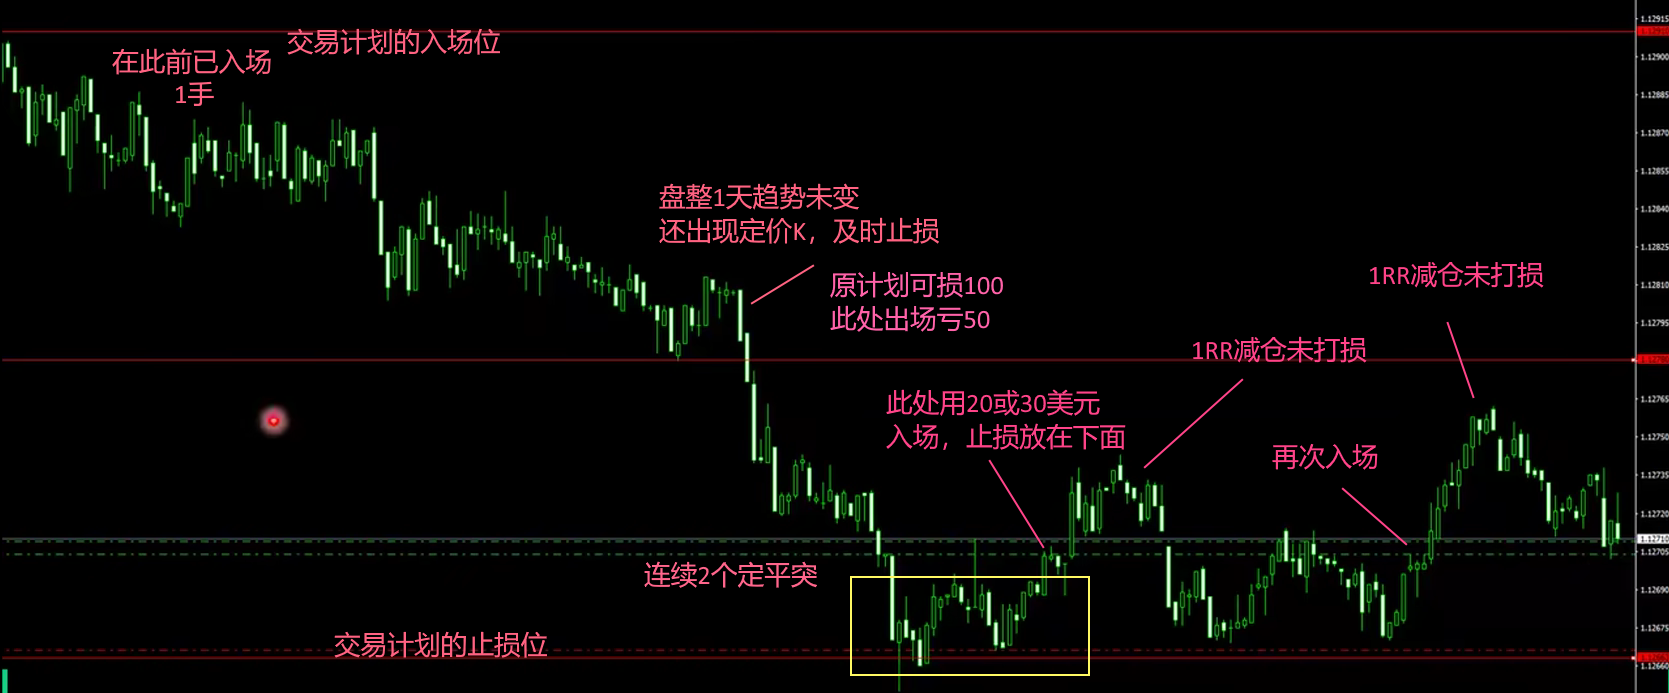 交易计划的入场位
在此前已入场
1手
盘整1天趋势未变
还出现定价K，及时止损
原计划可损100
此处出场亏50
1RR减仓未打损
1RR减仓未打损
此处用20或30美元
入场，止损放在下面
再次入场
连续2个定平突
交易计划的止损位
1.12915
1.12900
1.12885
1.12870
1.12855
1.12840
1.12825
1.12810
1.12795
1.12765
1.12750
1.12735
1.12720
1.12710
1.12705
1.12690
1.12675
1.12660